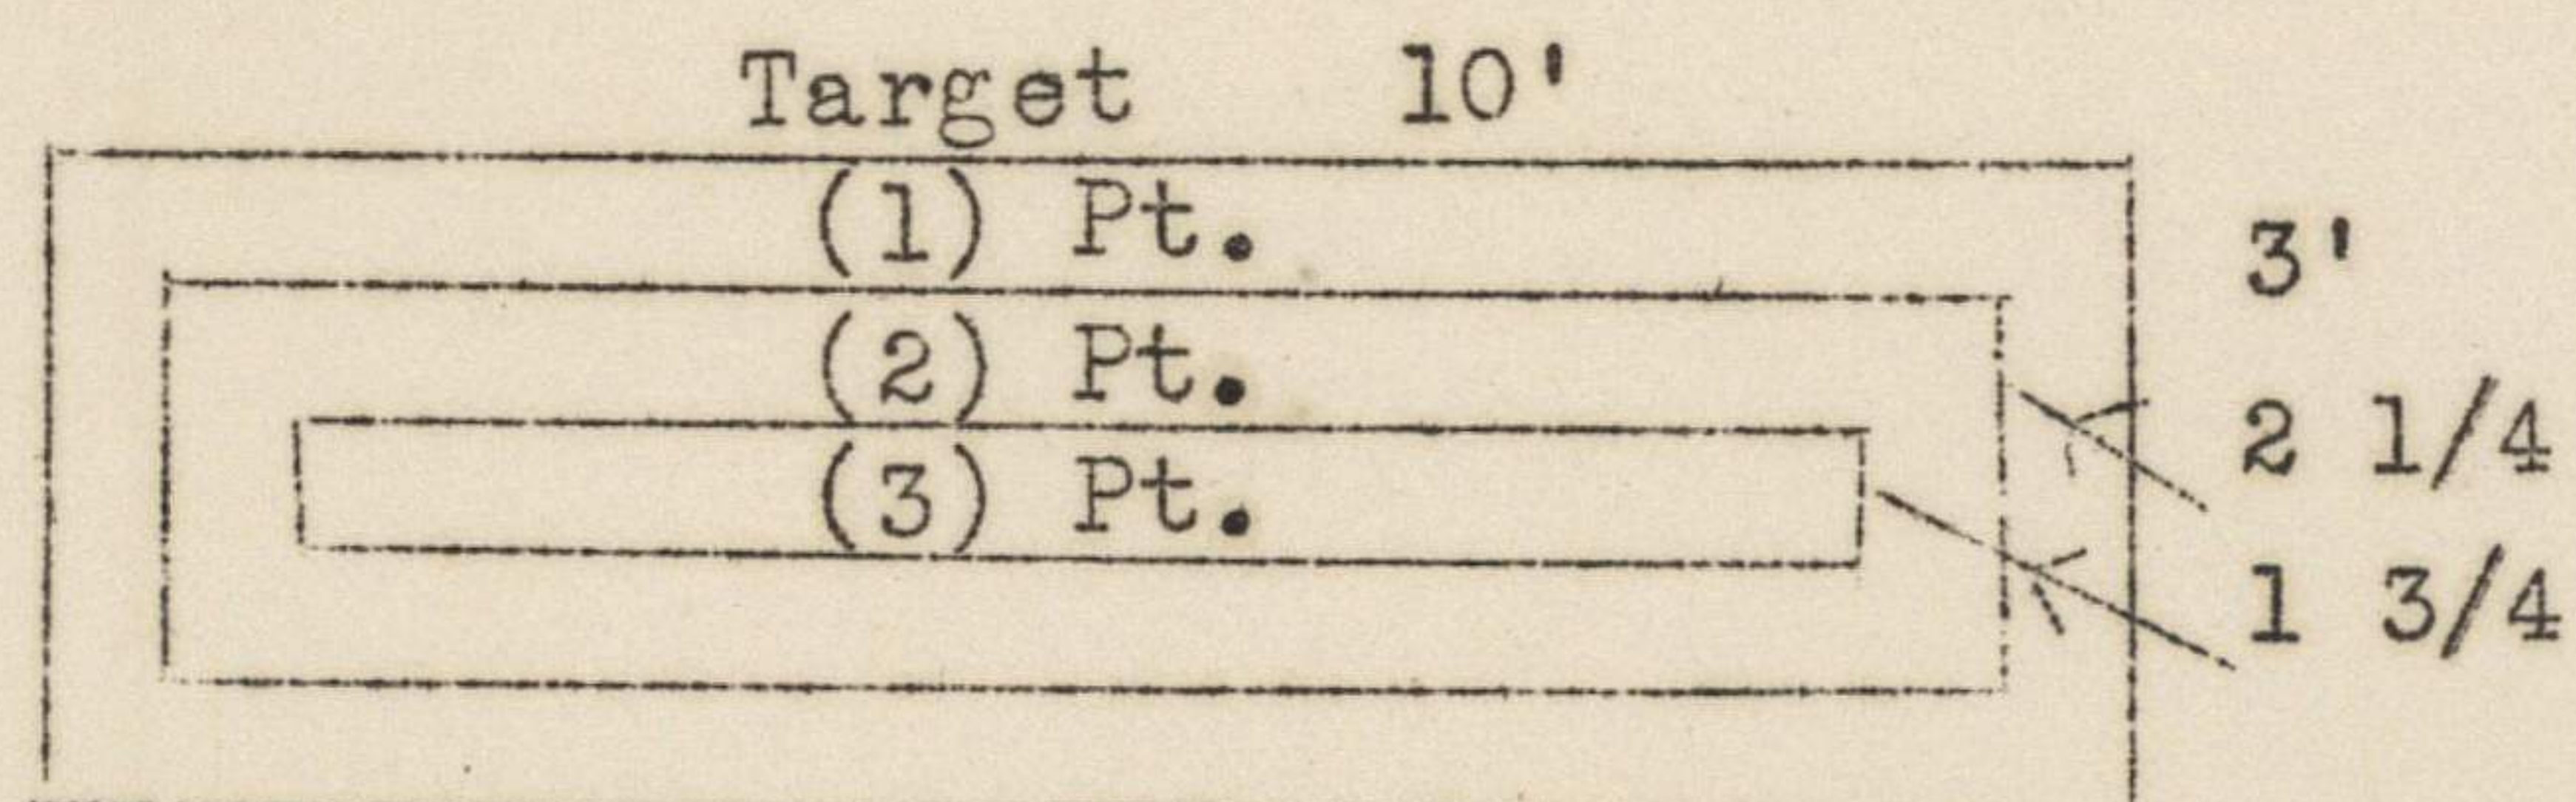 Target 10'
(1) Pt.
3'
(2) Pt.
2 1/4
(3) Pt.
1 3/4